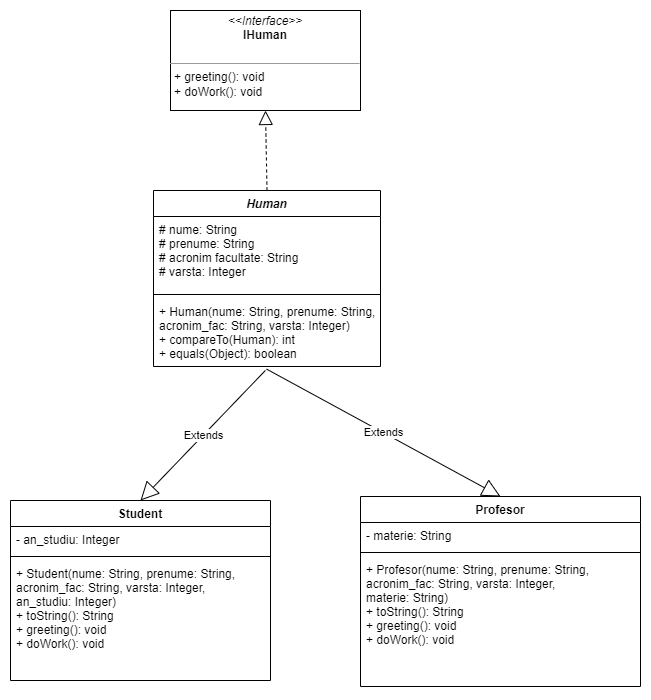 <<Interface>>
IHuman
+ greeting(): void
+ doWork(): void
Human
# nume: String
# prenume: String
# acronim facultate: String
# varsta: Integer
+ Human(nume: String, prenume: String,
acronim_fac: String, varsta: Integer)
+ compareTo(Human): int
+ equals(Object): boolean
Extends
Extends
Student
- an_studiu: Integer
+ Student(nume: String, prenume: String,
acronim_fac: String, varsta: Integer,
an_studiu: Integer)
+ toString(): String
+ greeting(): void
+ doWork(): void
Profesor
- materie: String
+ Profesor(nume: String, prenume: String,
acronim_fac: String, varsta: Integer,
materie: String)
+ toString(): String
+ greeting(): void
+ doWork(): void